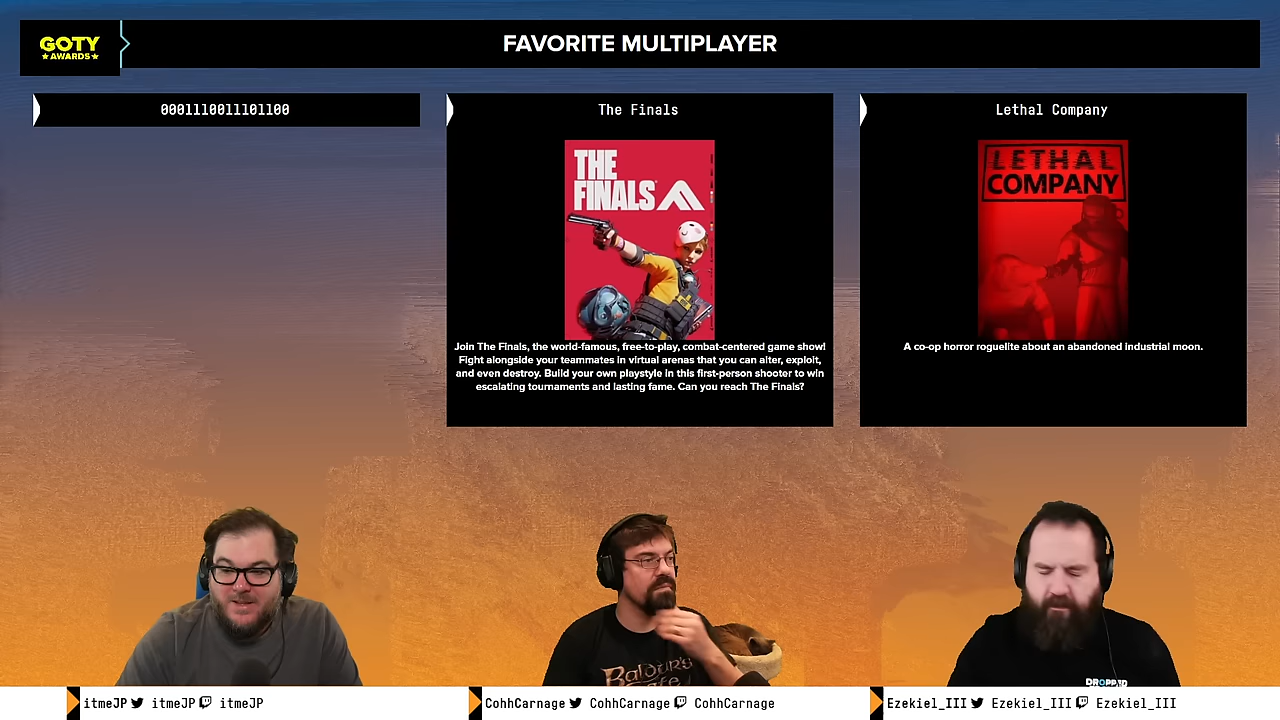 GOTY
★AWARDS★
FAVORITE MULTIPLAYER
0001110011101100
The Finals
Lethal Company
THE
FINALS
LETHAL
COMPANY
Join The Finals, the world-famous, free-to-play, combat-centered game show!
Fight alongside your teammates in virtual arenas that you can alter, exploit,
and even destroy. Build your own playstyle in this first-person shooter to win
escalating tournaments and lasting fame. Can you reach The Finals?
A co-op horror roguelite about an abandoned industrial moon.
BALDUR'S
DROPPED
itmeJP itmeJP itmeJP
CohhCarnage CohhCarnage CohhCarnage
Ezekiel_III Ezekiel_III Ezekiel_III